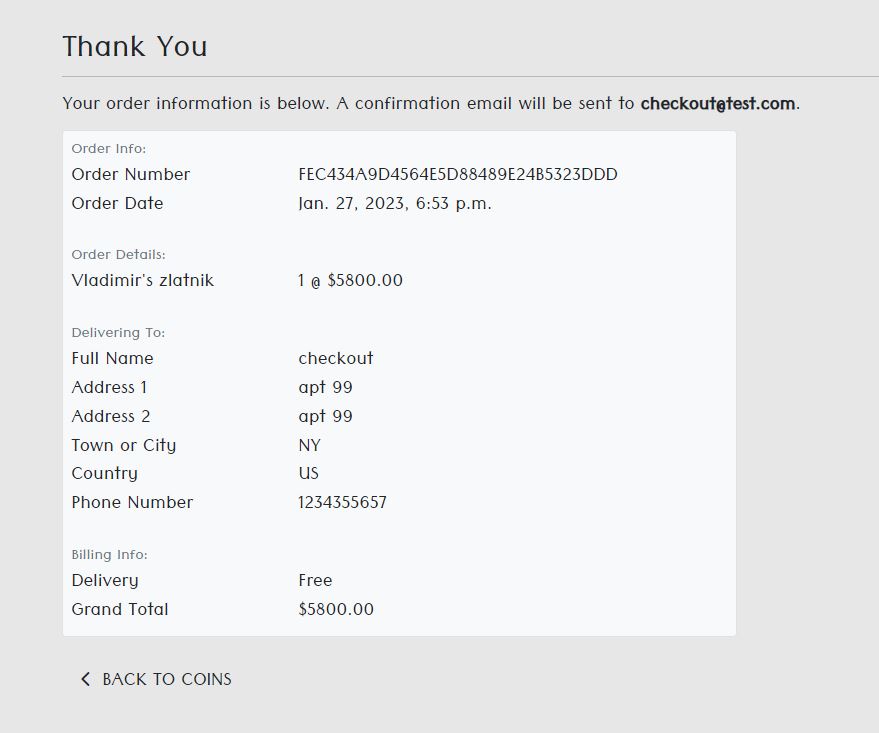 Thank You
Your order information is below. A confirmation email will be sent to checkout@test.com.
Order Info:
Order Number FEC434A9D4564E5D88489E24B5323DDD
Order Date Jan. 27, 2023, 6:53 p.m.
Order Details:
Vladimir's zlatnik 1 @ $5800.00
Delivering To:
Full Name checkout
Address 1 apt 99
Address 2 apt 99
Town or City NY
Country US
Phone Number 1234355657
Billing Info:
Delivery Free
Grand Total $5800.00
BACK TO COINS